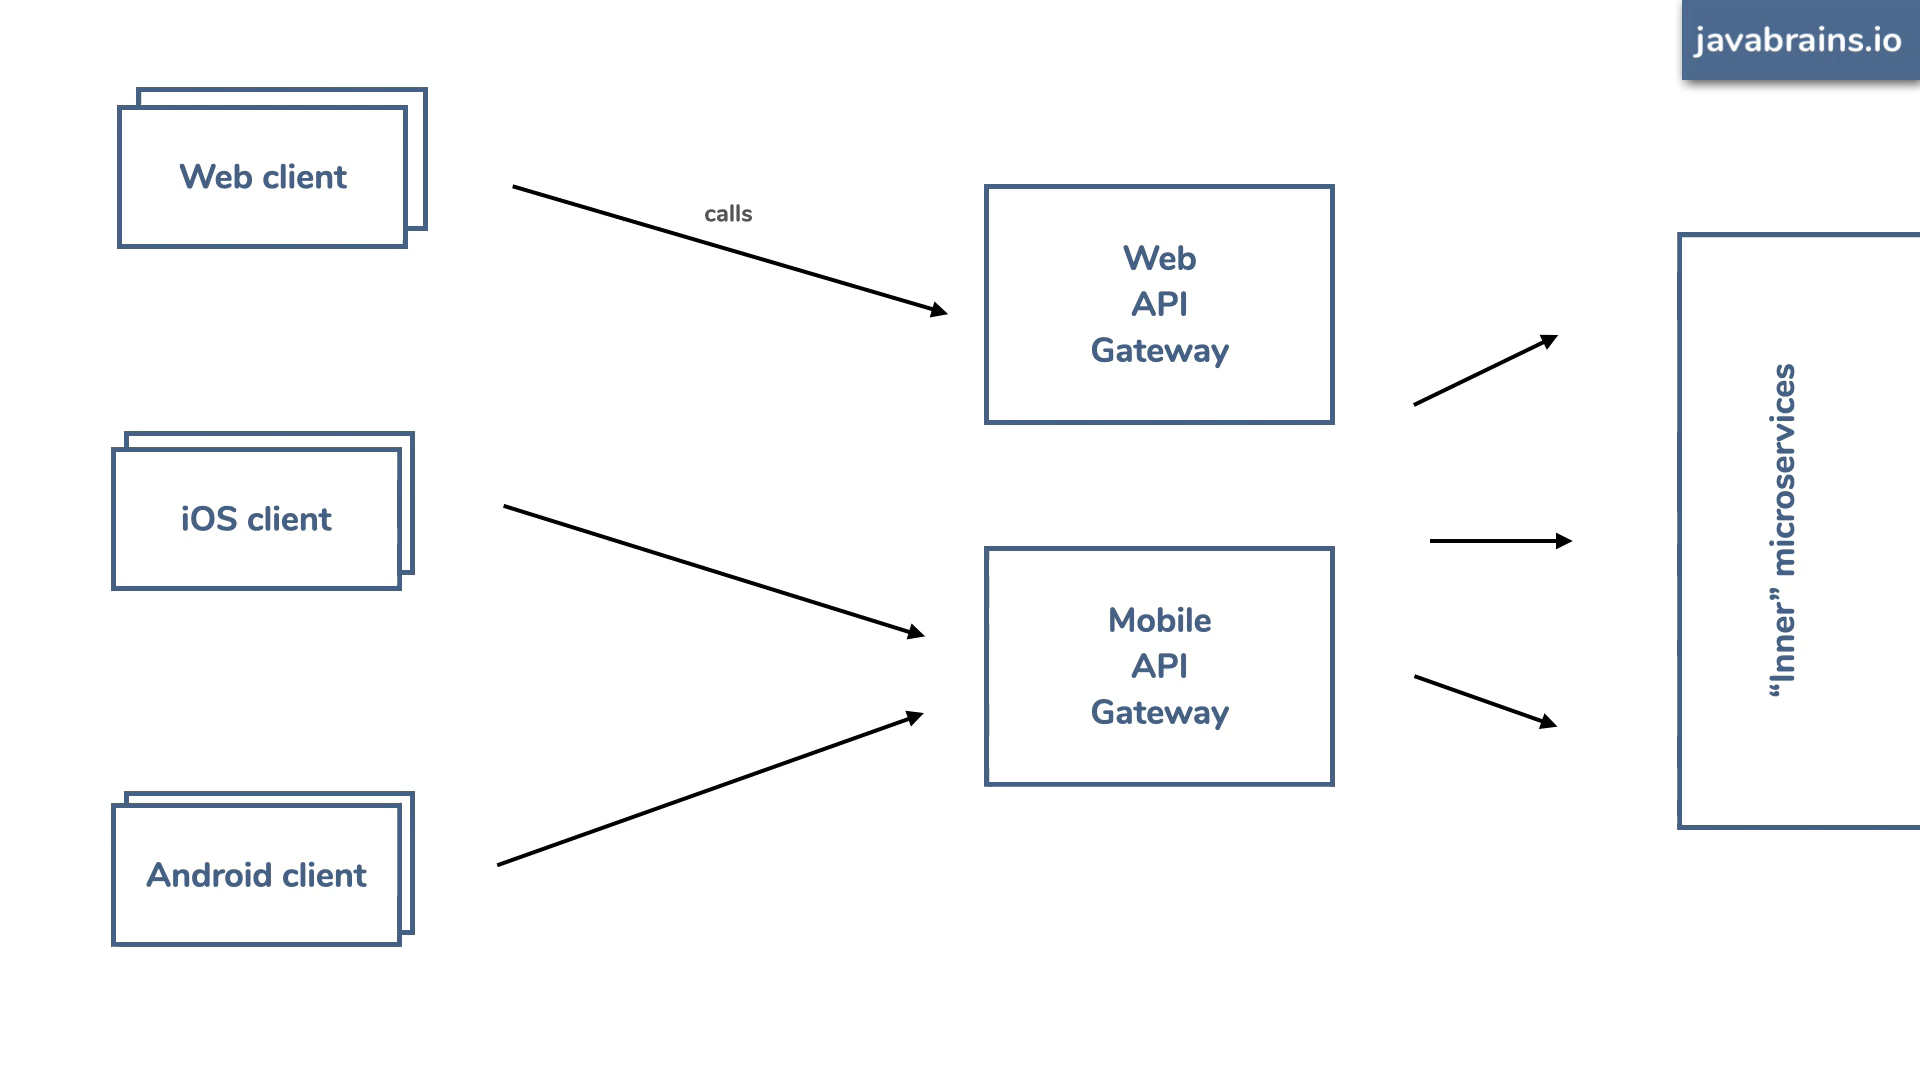 javabrains.io
Web client
calls
Web
API
Gateway
iOS client
Mobile
API
Gateway
Android client
“Inner” microservices